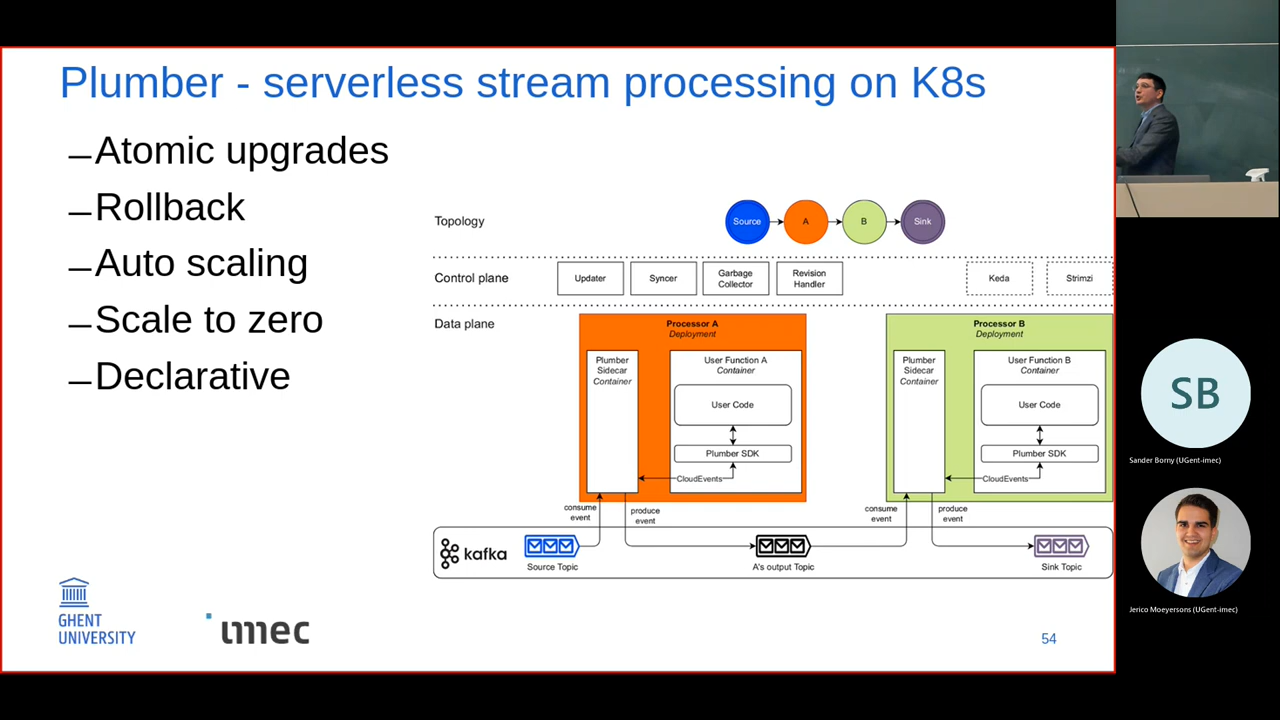 Plumber - serverless stream processing on K8s
–Atomic upgrades
–Rollback
–Auto scaling
–Scale to zero
–Declarative
Topology
Source
A
B
Sink
Control plane
Updater
Syncer
Garbage
Collector
Revision
Handler
Keda
Strimzi
Data plane
Processor A
Deployment
Plumber
Sidecar
Container
User Function A
Container
User Code
Plumber SDK
CloudEvents
Processor B
Deployment
Plumber
Sidecar
Container
User Function B
Container
User Code
Plumber SDK
CloudEvents
consume
event
produce
event
consume
event
produce
event
kafka
Source Topic
A's output Topic
Sink Topic
GHENT
UNIVERSITY
imec
54
SB
Sander Borny (UGent-imec)
Jerico Moeyersons (UGent-imec)